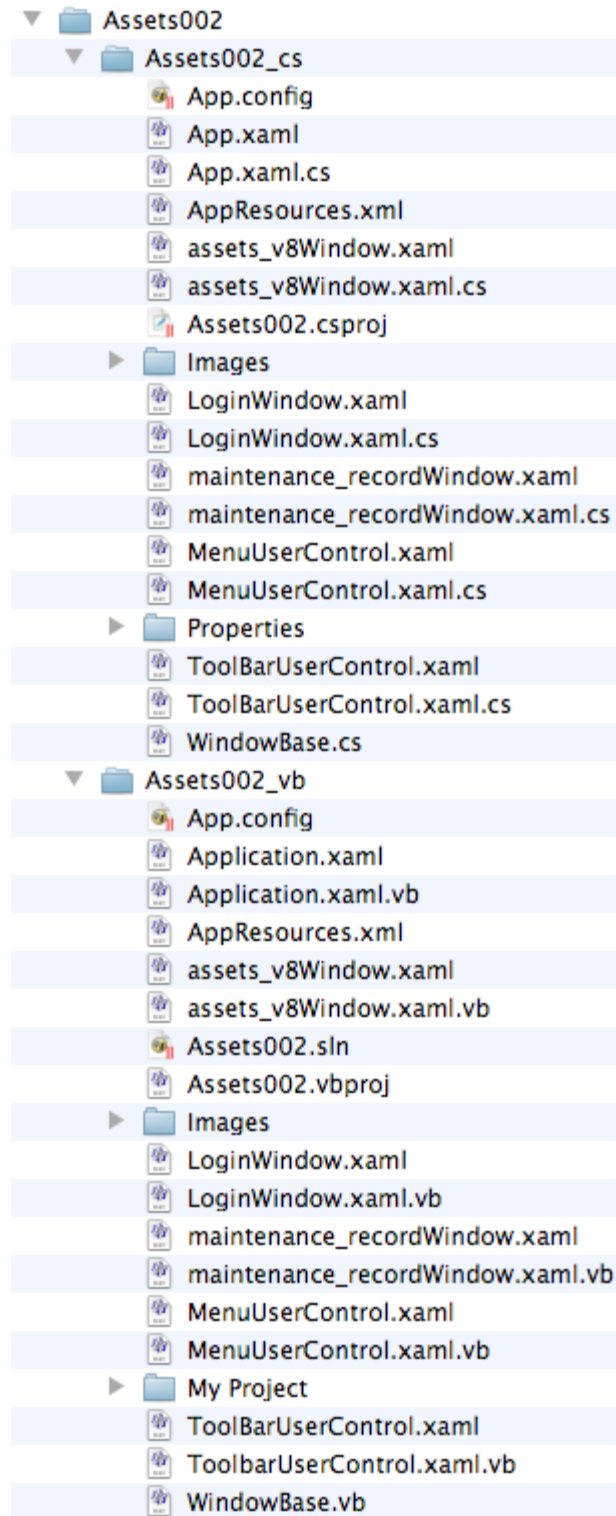 Assets002
Assets002_cs
App.config
App.xaml
App.xaml.cs
AppResources.xml
assets_v8Window.xaml
assets_v8Window.xaml.cs
Assets002.csproj
Images
LoginWindow.xaml
LoginWindow.xaml.cs
maintenance_recordWindow.xaml
maintenance_recordWindow.xaml.cs
MenuUserControl.xaml
MenuUserControl.xaml.cs
Properties
ToolBarUserControl.xaml
ToolBarUserControl.xaml.cs
WindowBase.cs
Assets002_vb
App.config
Application.xaml
Application.xaml.vb
AppResources.xml
assets_v8Window.xaml
assets_v8Window.xaml.vb
Assets002.sln
Assets002.vbproj
Images
LoginWindow.xaml
LoginWindow.xaml.vb
maintenance_recordWindow.xaml
maintenance_recordWindow.xaml.vb
MenuUserControl.xaml
MenuUserControl.xaml.vb
My Project
ToolBarUserControl.xaml
ToolbarUserControl.xaml.vb
WindowBase.vb